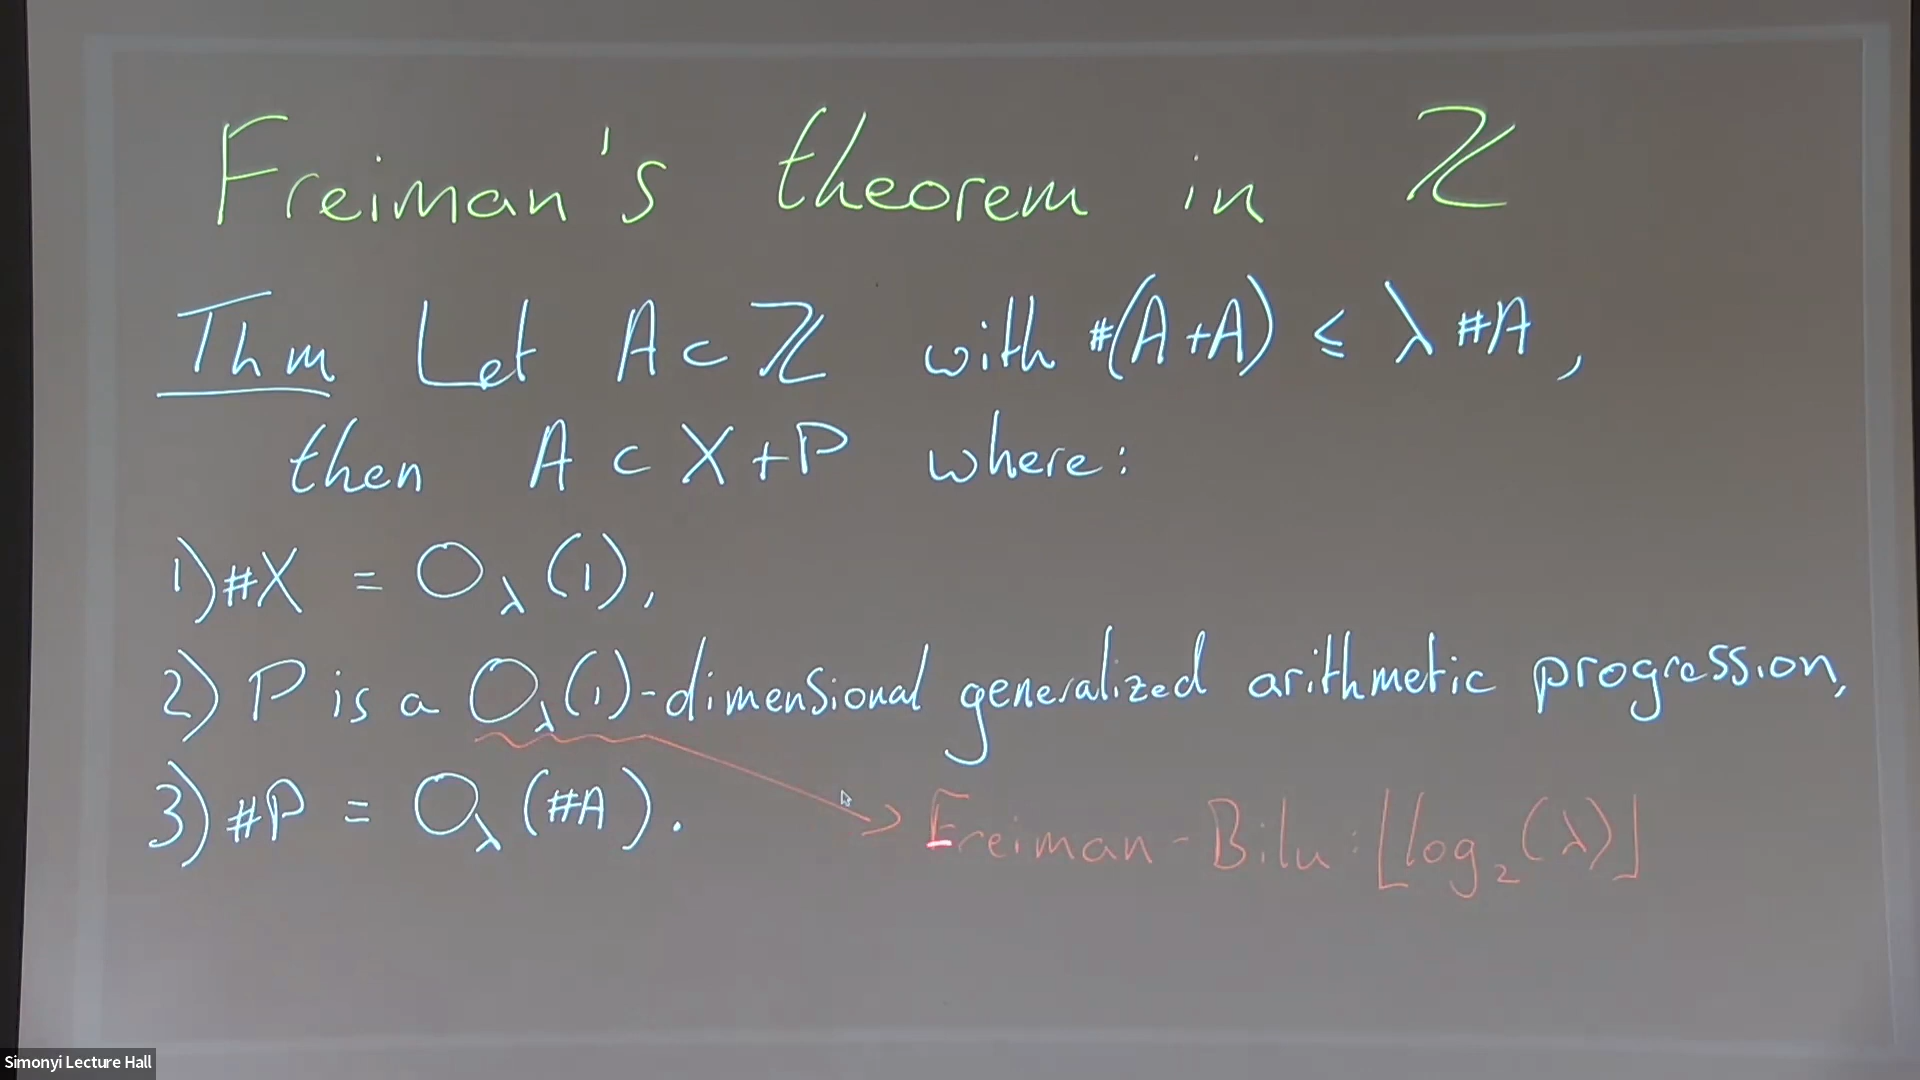 Freiman's theorem in ℤ
Thm Let A ⊂ ℤ with #(A+A) ≤ λ #A,
then A ⊂ X+P where:
1) #X = O_λ(1),
2) P is a O_λ(1)-dimensional generalized arithmetic progression,
3) #P = O_λ(#A).
Freiman-Bilu: ⌊log₂(λ)⌋
Simonyi Lecture Hall